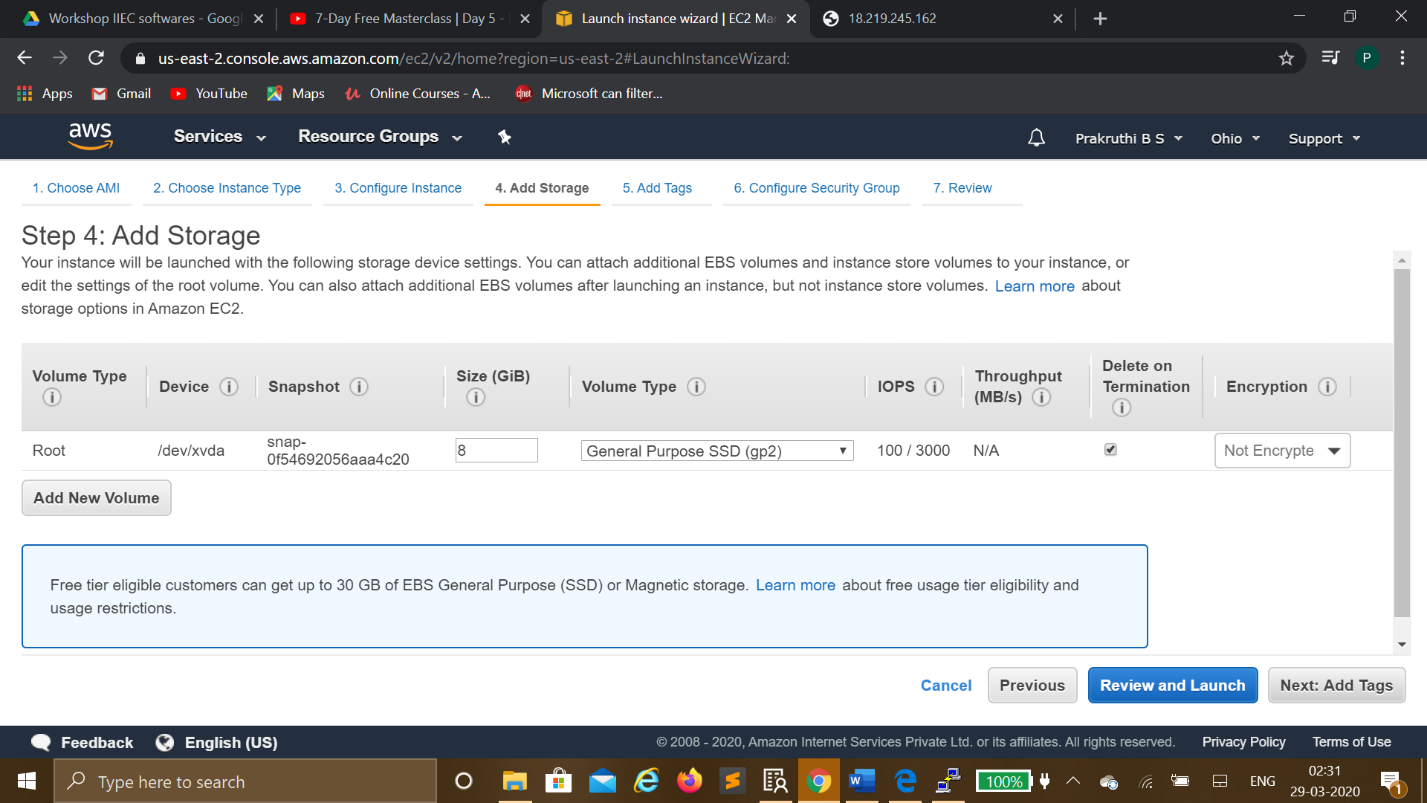 Workshop IIEC softwares - Googl
7-Day Free Masterclass | Day 5 -
Launch instance wizard | EC2 Man
18.219.245.162
us-east-2.console.aws.amazon.com/ec2/v2/home?region=us-east-2#LaunchInstanceWizard:
P
Apps
Gmail
YouTube
Maps
Online Courses - A...
c|net
Microsoft can filter...
aws
Services
Resource Groups
Prakruthi B S
Ohio
Support
1. Choose AMI
2. Choose Instance Type
3. Configure Instance
4. Add Storage
5. Add Tags
6. Configure Security Group
7. Review
Step 4: Add Storage
Your instance will be launched with the following storage device settings. You can attach additional EBS volumes and instance store volumes to your instance, or
edit the settings of the root volume. You can also attach additional EBS volumes after launching an instance, but not instance store volumes. Learn more about
storage options in Amazon EC2.
Volume Type
Device
Snapshot
Size (GiB)
Volume Type
IOPS
Throughput
(MB/s)
Delete on
Termination
Encryption
Root
/dev/xvda
snap-
0f54692056aaa4c20
8
General Purpose SSD (gp2)
100 / 3000
N/A
Not Encrypte
Add New Volume
Free tier eligible customers can get up to 30 GB of EBS General Purpose (SSD) or Magnetic storage. Learn more about free usage tier eligibility and
usage restrictions.
Cancel
Previous
Review and Launch
Next: Add Tags
Feedback
English (US)
© 2008 - 2020, Amazon Internet Services Private Ltd. or its affiliates. All rights reserved.
Privacy Policy
Terms of Use
Type here to search
100%
ENG
02:31
29-03-2020
1